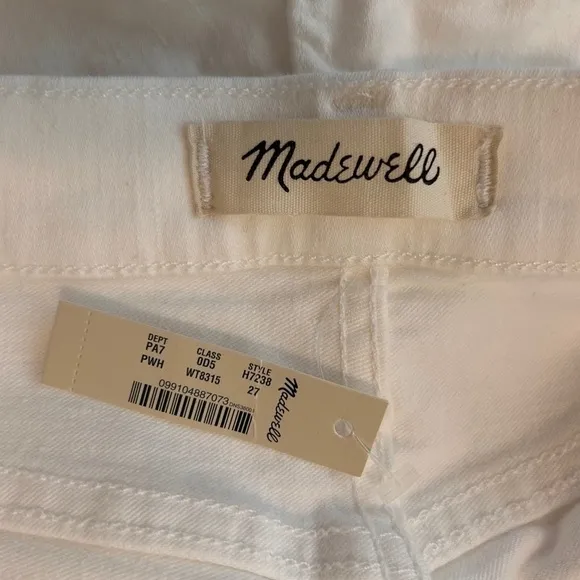 Madewell
DEPT CLASS STYLE
PA7 0D5 H7238
PWH WT8315 27
099104887073
Madewell